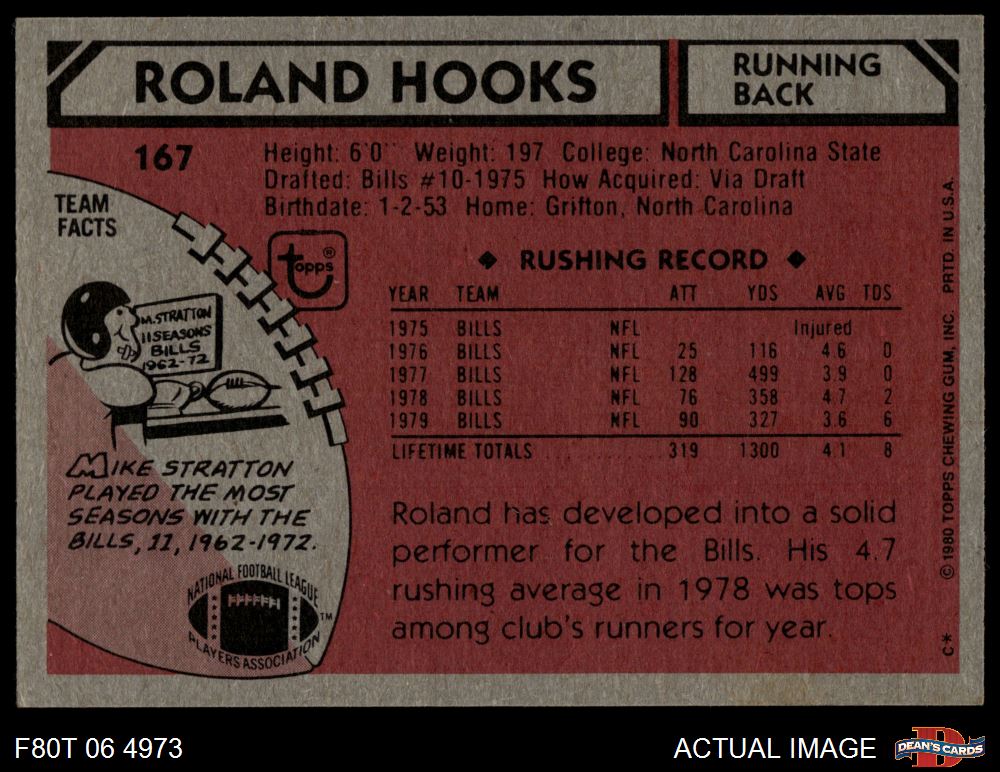 ROLAND HOOKS
RUNNING
BACK
167
Height: 6'0" Weight: 197 College: North Carolina State
Drafted: Bills #10-1975 How Acquired: Via Draft
Birthdate: 1-2-53 Home: Grifton, North Carolina
TEAM
FACTS
topps®
M. STRATTON
11 SEASONS
BILLS
1962-72
MIKE STRATTON
PLAYED THE MOST
SEASONS WITH THE
BILLS, 11, 1962-1972.
NATIONAL FOOTBALL LEAGUE
PLAYERS ASSOCIATION
TM
◆ RUSHING RECORD ◆
YEAR TEAM ATT YDS AVG TDS
1975 BILLS NFL Injured
1976 BILLS NFL 25 116 4.6 0
1977 BILLS NFL 128 499 3.9 0
1978 BILLS NFL 76 358 4.7 2
1979 BILLS NFL 90 327 3.6 6
LIFETIME TOTALS .............. 319 1300 4.1 8
Roland has developed into a solid
performer for the Bills. His 4.7
rushing average in 1978 was tops
among club's runners for year.
C* © 1980 TOPPS CHEWING GUM, INC. PRTD. IN U.S.A.
F80T 06 4973
ACTUAL IMAGE
D
DEAN'S CARDS